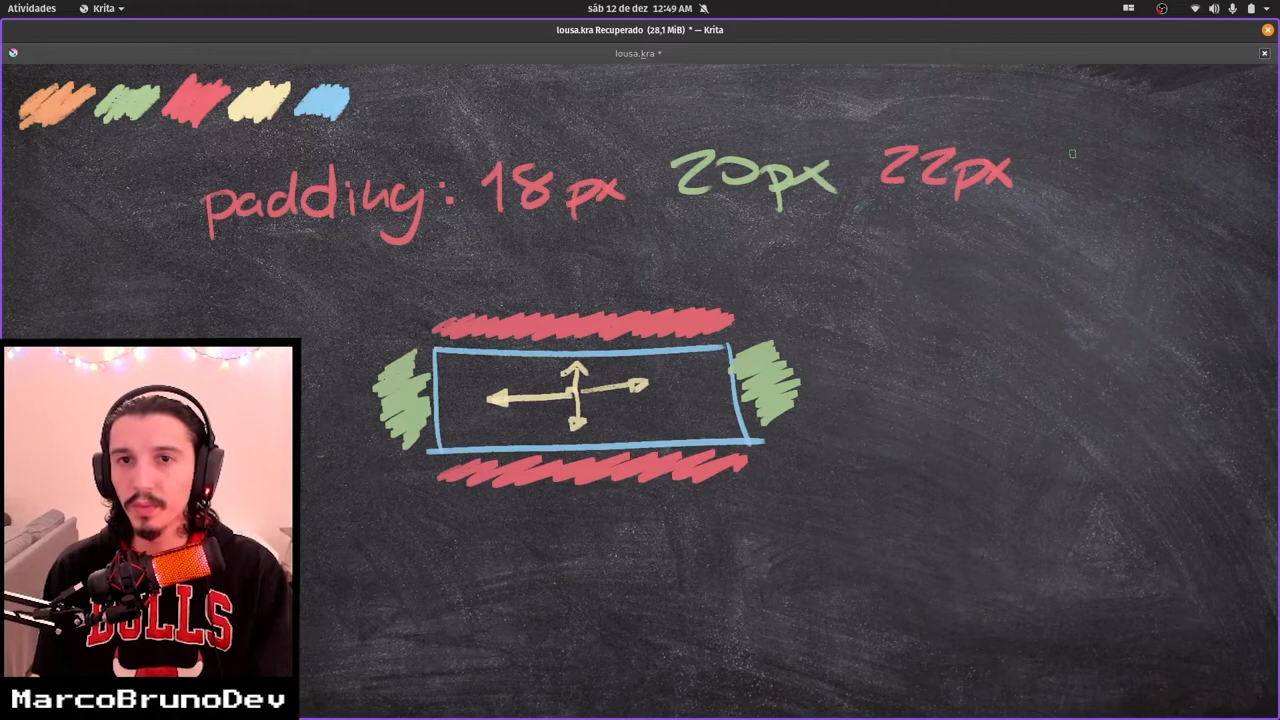 Atividades Krita sáb 12 de dez 12:49 AM
lousa.kra Recuperado (28,1 MiB) * — Krita
lousa.kra *
padding: 18px 20px 22px
BULLS
MarcoBrunoDev